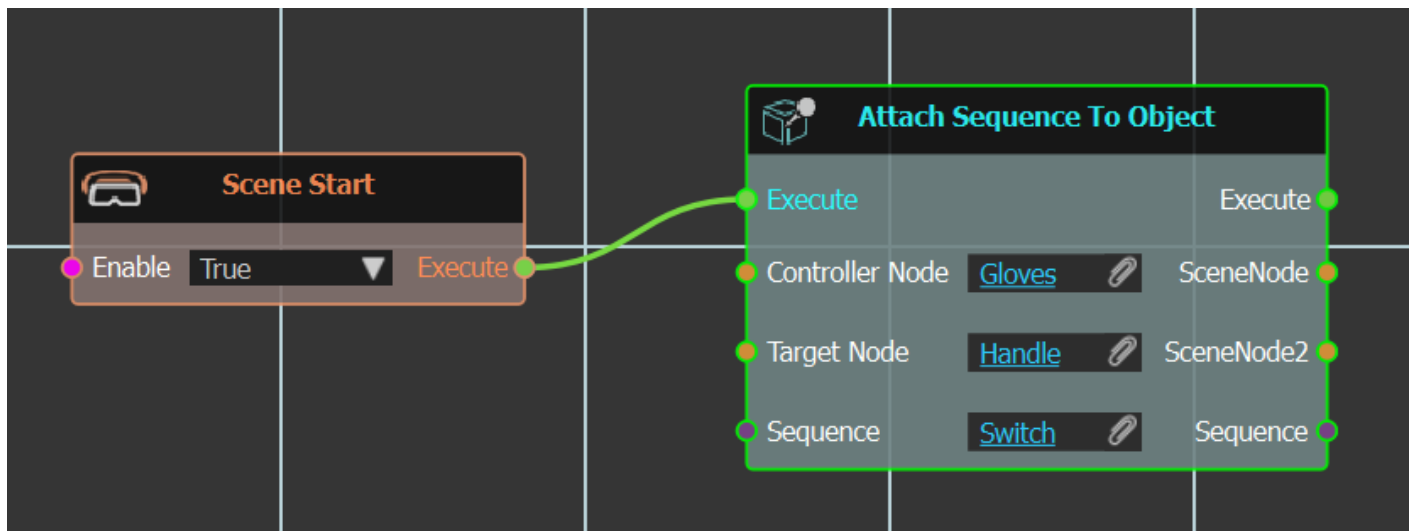 Scene Start
Enable True Execute
Attach Sequence To Object
Execute Execute
Controller Node Gloves SceneNode
Target Node Handle SceneNode2
Sequence Switch Sequence